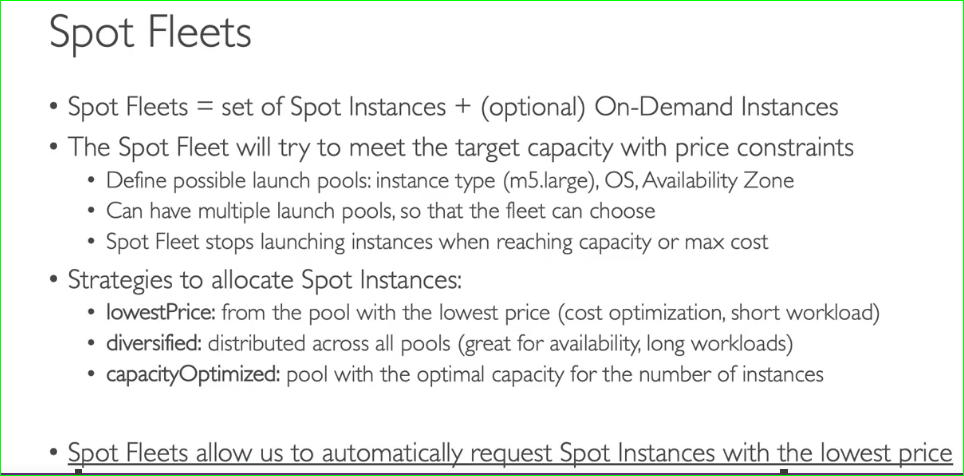 Spot Fleets
• Spot Fleets = set of Spot Instances + (optional) On-Demand Instances
• The Spot Fleet will try to meet the target capacity with price constraints
• Define possible launch pools: instance type (m5.large), OS, Availability Zone
• Can have multiple launch pools, so that the fleet can choose
• Spot Fleet stops launching instances when reaching capacity or max cost
• Strategies to allocate Spot Instances:
• lowestPrice: from the pool with the lowest price (cost optimization, short workload)
• diversified: distributed across all pools (great for availability, long workloads)
• capacityOptimized: pool with the optimal capacity for the number of instances
• Spot Fleets allow us to automatically request Spot Instances with the lowest price